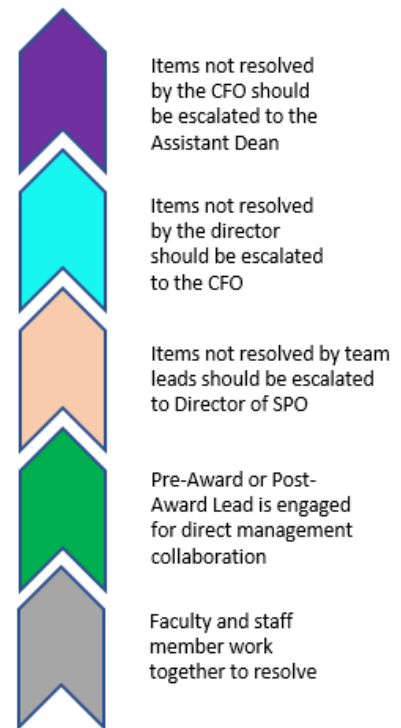 Items not resolved
by the CFO should
be escalated to the
Assistant Dean
Items not resolved
by the director
should be escalated
to the CFO
Items not resolved by team
leads should be escalated
to Director of SPO
Pre-Award or Post-
Award Lead is engaged
for direct management
collaboration
Faculty and staff
member work
together to resolve